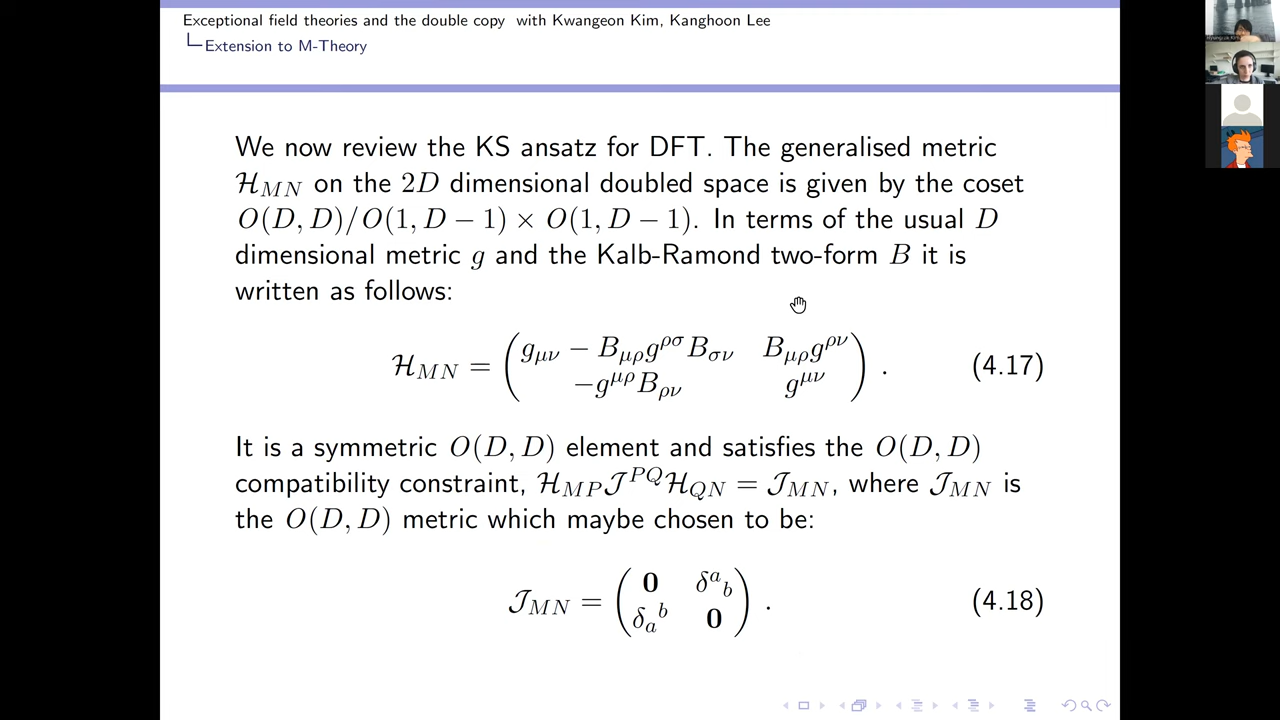 Exceptional field theories and the double copy with Kwangeon Kim, Kanghoon Lee
Extension to M-Theory
We now review the KS ansatz for DFT. The generalised metric
ℋ_{MN} on the 2D dimensional doubled space is given by the coset
O(D, D)/O(1, D − 1) × O(1, D − 1). In terms of the usual D
dimensional metric g and the Kalb-Ramond two-form B it is
written as follows:
ℋ_{MN} = ( g_{μν} − B_{μρ}g^{ρσ}B_{σν}   B_{μρ}g^{ρν} ; −g^{μρ}B_{ρν}   g^{μν} ) . (4.17)
It is a symmetric O(D, D) element and satisfies the O(D, D)
compatibility constraint, ℋ_{MP}𝒥^{PQ}ℋ_{QN} = 𝒥_{MN}, where 𝒥_{MN} is
the O(D, D) metric which maybe chosen to be:
𝒥_{MN} = ( 0   δ^a_b ; δ_a^b   0 ) . (4.18)